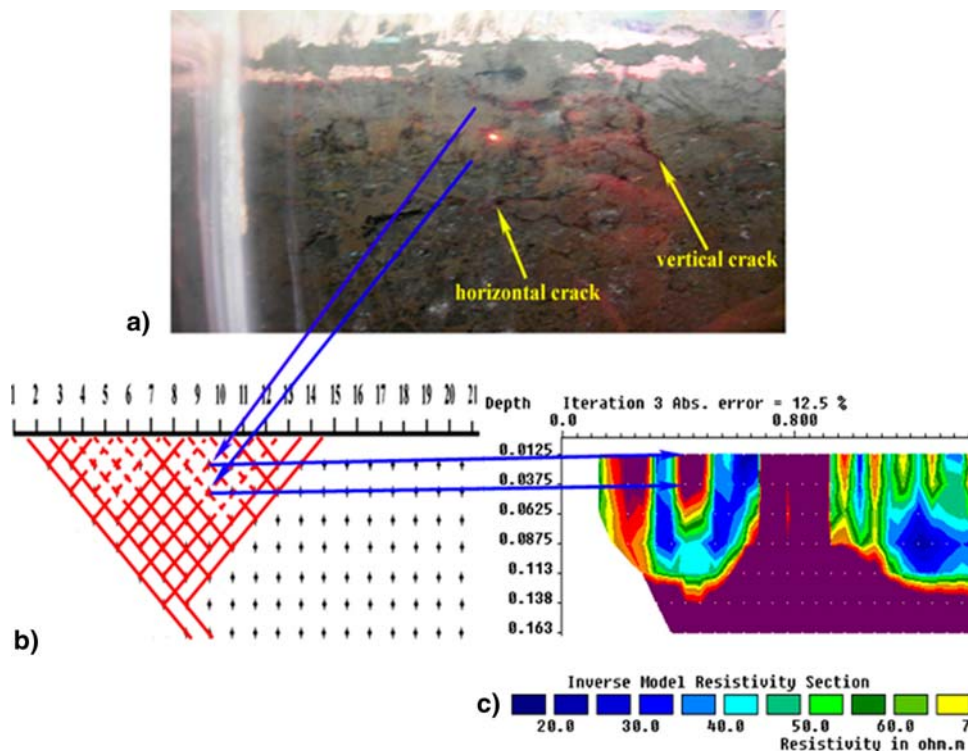 vertical crack
horizontal crack
a)
1 2 3 4 5 6 7 8 9 10 11 12 13 14 15 16 17 18 19 20 21
Depth Iteration 3 Abs. error = 12.5 %
0.0 0.800
0.0125
0.0375
0.0625
0.0875
0.113
0.138
0.163
b)
Inverse Model Resistivity Section
c)
20.0 30.0 40.0 50.0 60.0 7
Resistivity in ohm.m